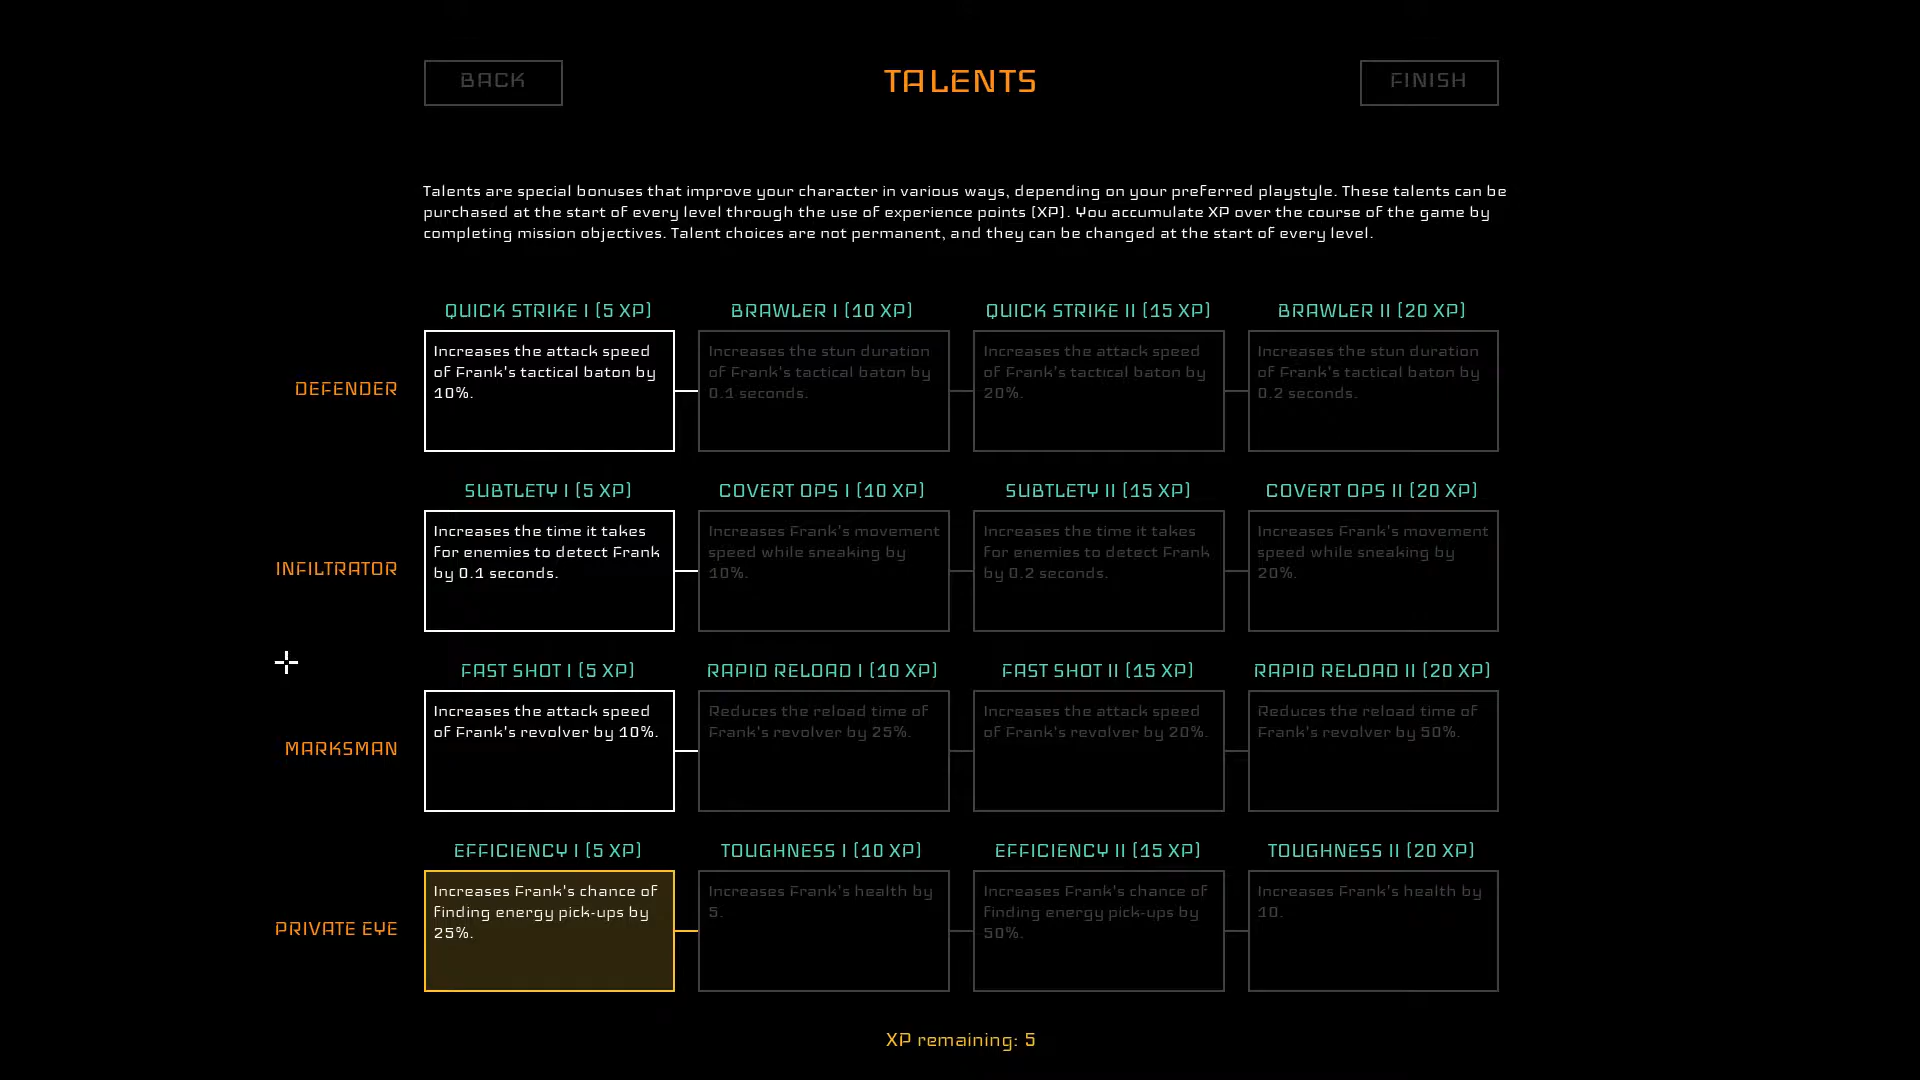 BACK
TALENTS
FINISH
Talents are special bonuses that improve your character in various ways, depending on your preferred playstyle. These talents can be
purchased at the start of every level through the use of experience points (XP). You accumulate XP over the course of the game by
completing mission objectives. Talent choices are not permanent, and they can be changed at the start of every level.
DEFENDER
QUICK STRIKE I (5 XP)
Increases the attack speed
of Frank's tactical baton by
10%.
BRAWLER I (10 XP)
Increases the stun duration
of Frank's tactical baton by
0.1 seconds.
QUICK STRIKE II (15 XP)
Increases the attack speed
of Frank's tactical baton by
20%.
BRAWLER II (20 XP)
Increases the stun duration
of Frank's tactical baton by
0.2 seconds.
INFILTRATOR
SUBTLETY I (5 XP)
Increases the time it takes
for enemies to detect Frank
by 0.1 seconds.
COVERT OPS I (10 XP)
Increases Frank's movement
speed while sneaking by
10%.
SUBTLETY II (15 XP)
Increases the time it takes
for enemies to detect Frank
by 0.2 seconds.
COVERT OPS II (20 XP)
Increases Frank's movement
speed while sneaking by
20%.
MARKSMAN
FAST SHOT I (5 XP)
Increases the attack speed
of Frank's revolver by 10%.
RAPID RELOAD I (10 XP)
Reduces the reload time of
Frank's revolver by 25%.
FAST SHOT II (15 XP)
Increases the attack speed
of Frank's revolver by 20%.
RAPID RELOAD II (20 XP)
Reduces the reload time of
Frank's revolver by 50%.
PRIVATE EYE
EFFICIENCY I (5 XP)
Increases Frank's chance of
finding energy pick-ups by
25%.
TOUGHNESS I (10 XP)
Increases Frank's health by
5.
EFFICIENCY II (15 XP)
Increases Frank's chance of
finding energy pick-ups by
50%.
TOUGHNESS II (20 XP)
Increases Frank's health by
10.
XP remaining: 5